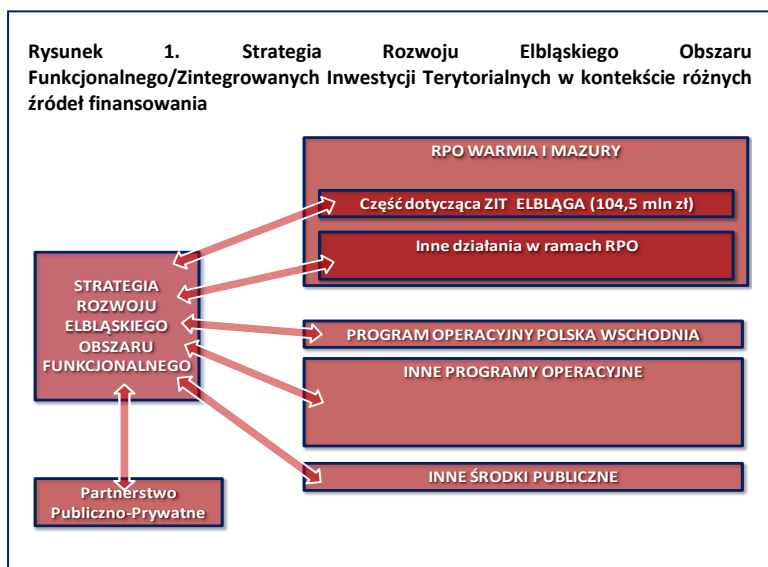 Rysunek 1. Strategia Rozwoju Elbląskiego Obszaru
Funkcjonalnego/Zintegrowanych Inwestycji Terytorialnych w kontekście różnych
źródeł finansowania
RPO WARMIA I MAZURY
Część dotycząca ZIT ELBLĄGA (104,5 mln zł)
Inne działania w ramach RPO
STRATEGIA
ROZWOJU
ELBLĄSKIEGO
OBSZARU
FUNKCJONALNEGO
PROGRAM OPERACYJNY POLSKA WSCHODNIA
INNE PROGRAMY OPERACYJNE
INNE ŚRODKI PUBLICZNE
Partnerstwo
Publiczno-Prywatne